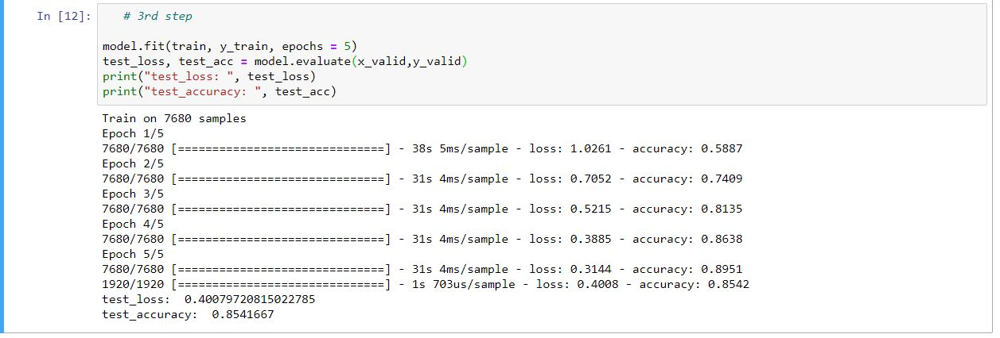 In [12]: # 3rd step
model.fit(train, y_train, epochs = 5)
test_loss, test_acc = model.evaluate(x_valid,y_valid)
print("test_loss: ", test_loss)
print("test_accuracy: ", test_acc)
Train on 7680 samples
Epoch 1/5
7680/7680 [==============================] - 38s 5ms/sample - loss: 1.0261 - accuracy: 0.5887
Epoch 2/5
7680/7680 [==============================] - 31s 4ms/sample - loss: 0.7052 - accuracy: 0.7409
Epoch 3/5
7680/7680 [==============================] - 31s 4ms/sample - loss: 0.5215 - accuracy: 0.8135
Epoch 4/5
7680/7680 [==============================] - 31s 4ms/sample - loss: 0.3885 - accuracy: 0.8638
Epoch 5/5
7680/7680 [==============================] - 31s 4ms/sample - loss: 0.3144 - accuracy: 0.8951
1920/1920 [==============================] - 1s 703us/sample - loss: 0.4008 - accuracy: 0.8542
test_loss:  0.40079720815022785
test_accuracy:  0.8541667